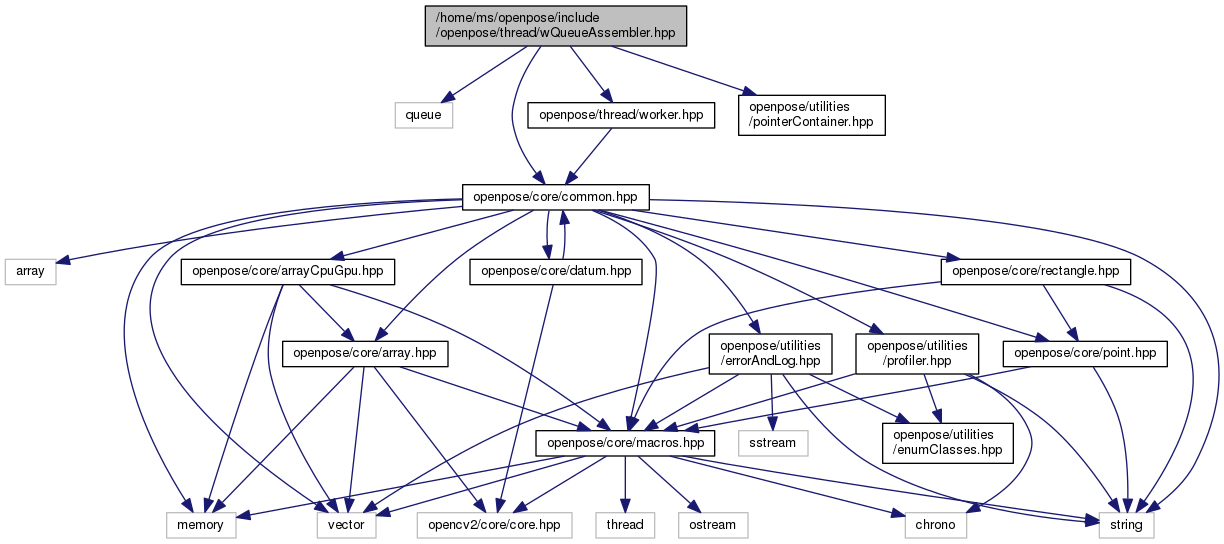 /home/ms/openpose/include
/openpose/thread/wQueueAssembler.hpp
queue
openpose/thread/worker.hpp
openpose/utilities
/pointerContainer.hpp
openpose/core/common.hpp
array
openpose/core/arrayCpuGpu.hpp
openpose/core/datum.hpp
openpose/core/rectangle.hpp
openpose/core/array.hpp
openpose/utilities
/errorAndLog.hpp
openpose/utilities
/profiler.hpp
openpose/core/point.hpp
openpose/core/macros.hpp
sstream
openpose/utilities
/enumClasses.hpp
memory
vector
opencv2/core/core.hpp
thread
ostream
chrono
string